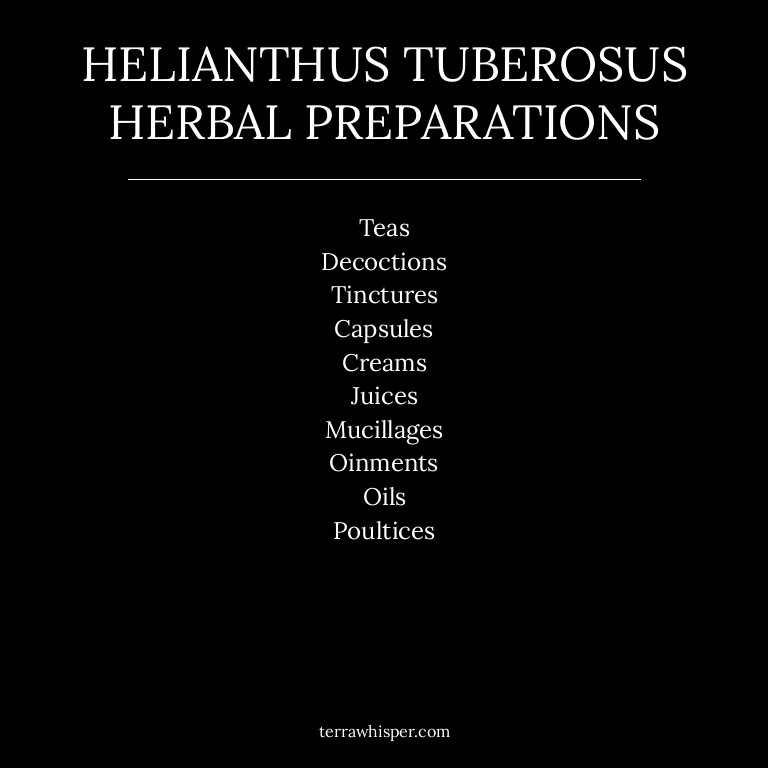 HELIANTHUS TUBEROSUS
HERBAL PREPARATIONS
Teas
Decoctions
Tinctures
Capsules
Creams
Juices
Mucillages
Oinments
Oils
Poultices
terrawhisper.com